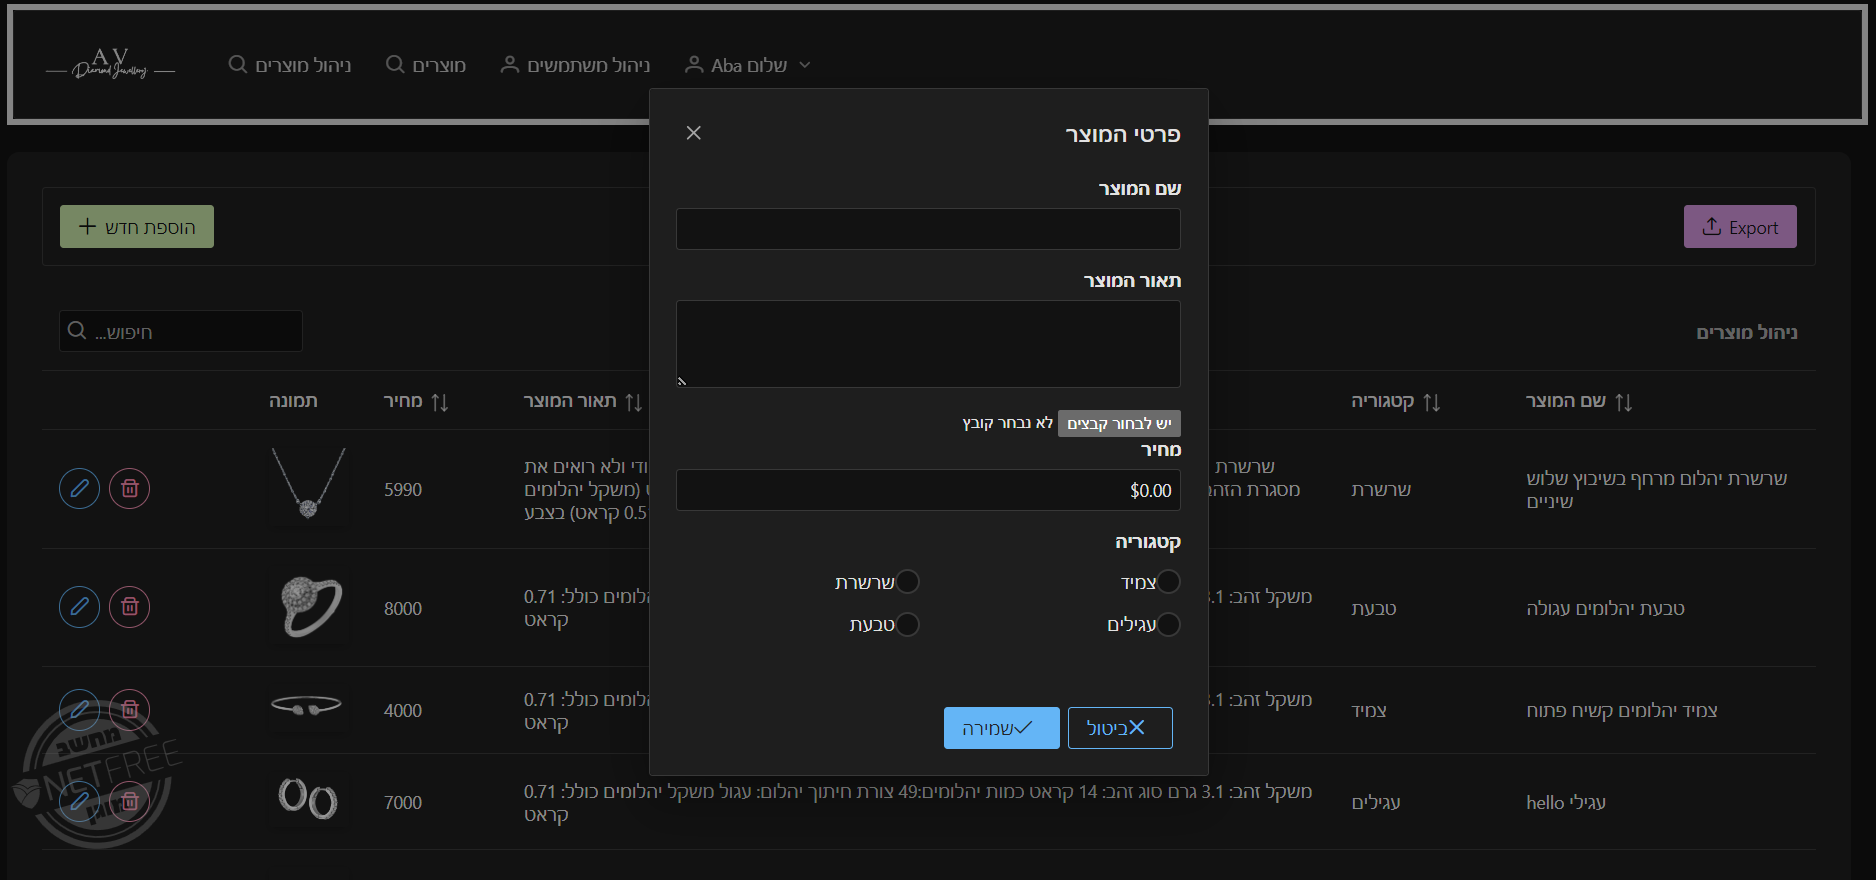 AV
Diamond Jewellery
ניהול מוצרים
מוצרים
ניהול משתמשים
שלום Aba
פרטי המוצר
שם המוצר
תאור המוצר
יש לבחור קבצים לא נבחר קובץ
מחיר
$0.00
קטגוריה
צמיד
שרשרת
עגילים
טבעת
ביטול
שמירה
Export
הוספת חדש
ניהול מוצרים
חיפוש...
שם המוצר
קטגוריה
תאור המוצר
מחיר
תמונה
שרשרת יהלום מרחף בשיבוץ שלוש
שיניים
שרשרת
שרשרת
ודי ולא רואים את
מסגרת הזהב
(משקל יהלומים
0.5 קראט) בצבע
5990
טבעת יהלומים עגולה
טבעת
משקל זהב: 3.1
הלומים כולל: 0.71
קראט
8000
צמיד יהלומים קשיח פתוח
צמיד
משקל זהב: 3.1
הלומים כולל: 0.71
קראט
4000
עגילי hello
עגילים
משקל זהב: 3.1 גרם סוג זהב: 14 קראט כמות יהלומים:49 צורת חיתוך יהלום: עגול משקל יהלומים כולל: 0.71
קראט
7000
מחשב
NETFREE
מוגן